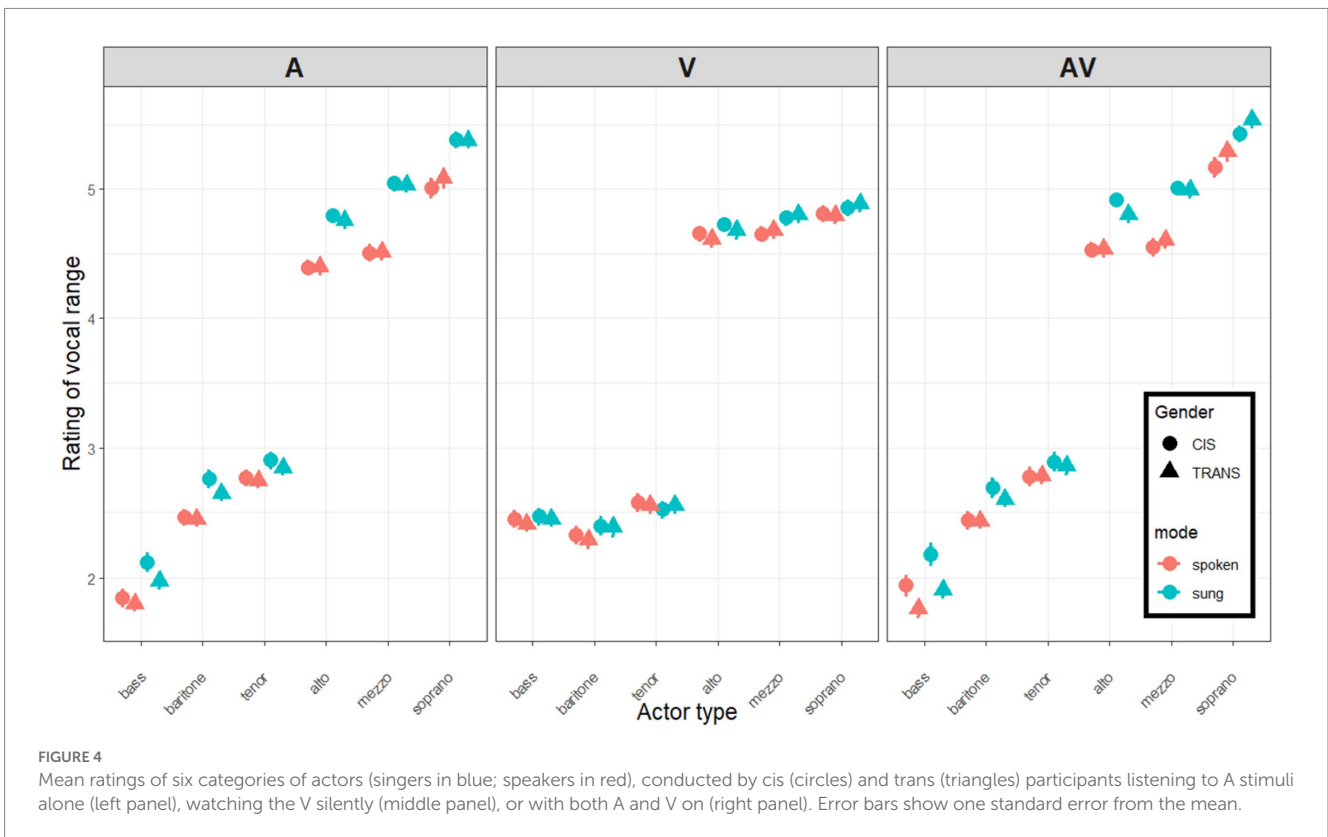 A
V
AV
Rating of vocal range
5
4
3
2
Gender
CIS
TRANS
mode
spoken
sung
bass
baritone
tenor
alto
mezzo
soprano
bass
baritone
tenor
alto
mezzo
soprano
bass
baritone
tenor
alto
mezzo
soprano
Actor type
FIGURE 4
Mean ratings of six categories of actors (singers in blue; speakers in red), conducted by cis (circles) and trans (triangles) participants listening to A stimuli
alone (left panel), watching the V silently (middle panel), or with both A and V on (right panel). Error bars show one standard error from the mean.